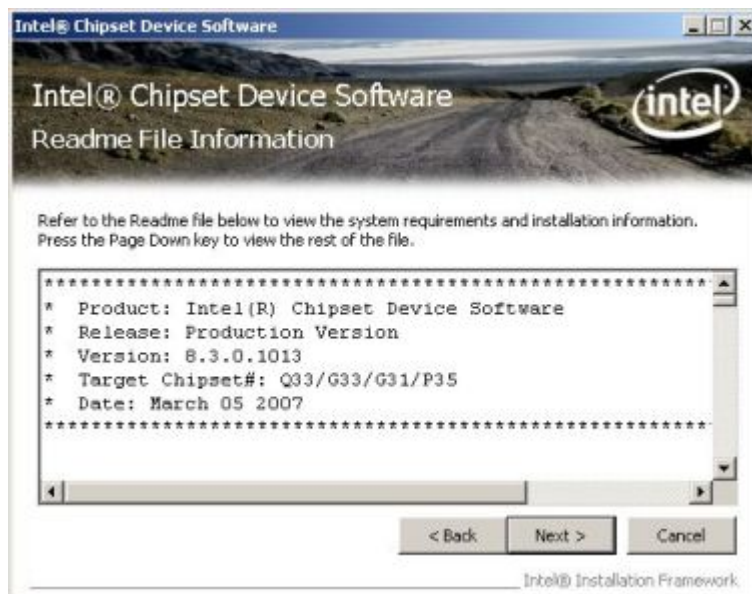 Intel® Chipset Device Software
Intel® Chipset Device Software
intel
Readme File Information
Refer to the Readme file below to view the system requirements and installation information.
Press the Page Down key to view the rest of the file.
*********************************************************
* Product: Intel(R) Chipset Device Software
* Release: Production Version
* Version: 8.3.0.1013
* Target Chipset#: Q33/G33/G31/P35
* Date: March 05 2007
*********************************************************
< Back Next > Cancel
Intel® Installation Framework